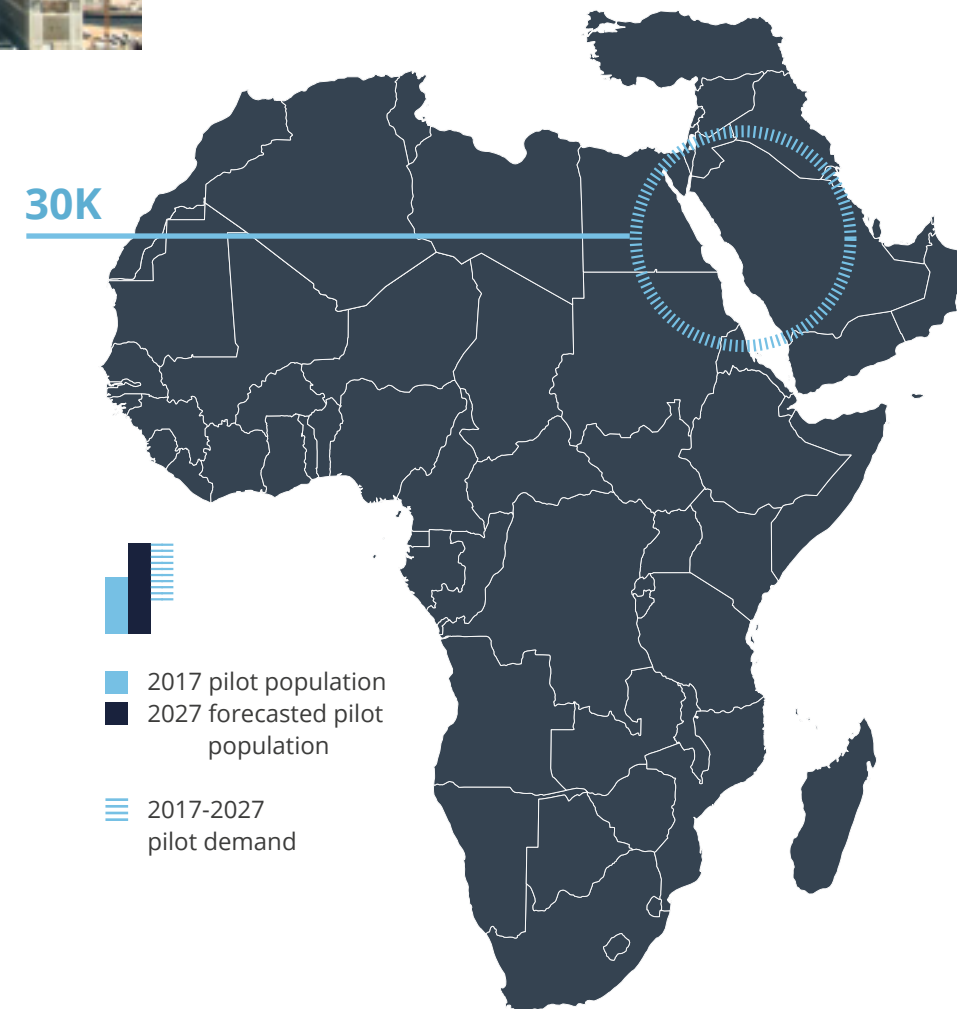 30K
2017 pilot population
2027 forecasted pilot
population
2017-2027
pilot demand